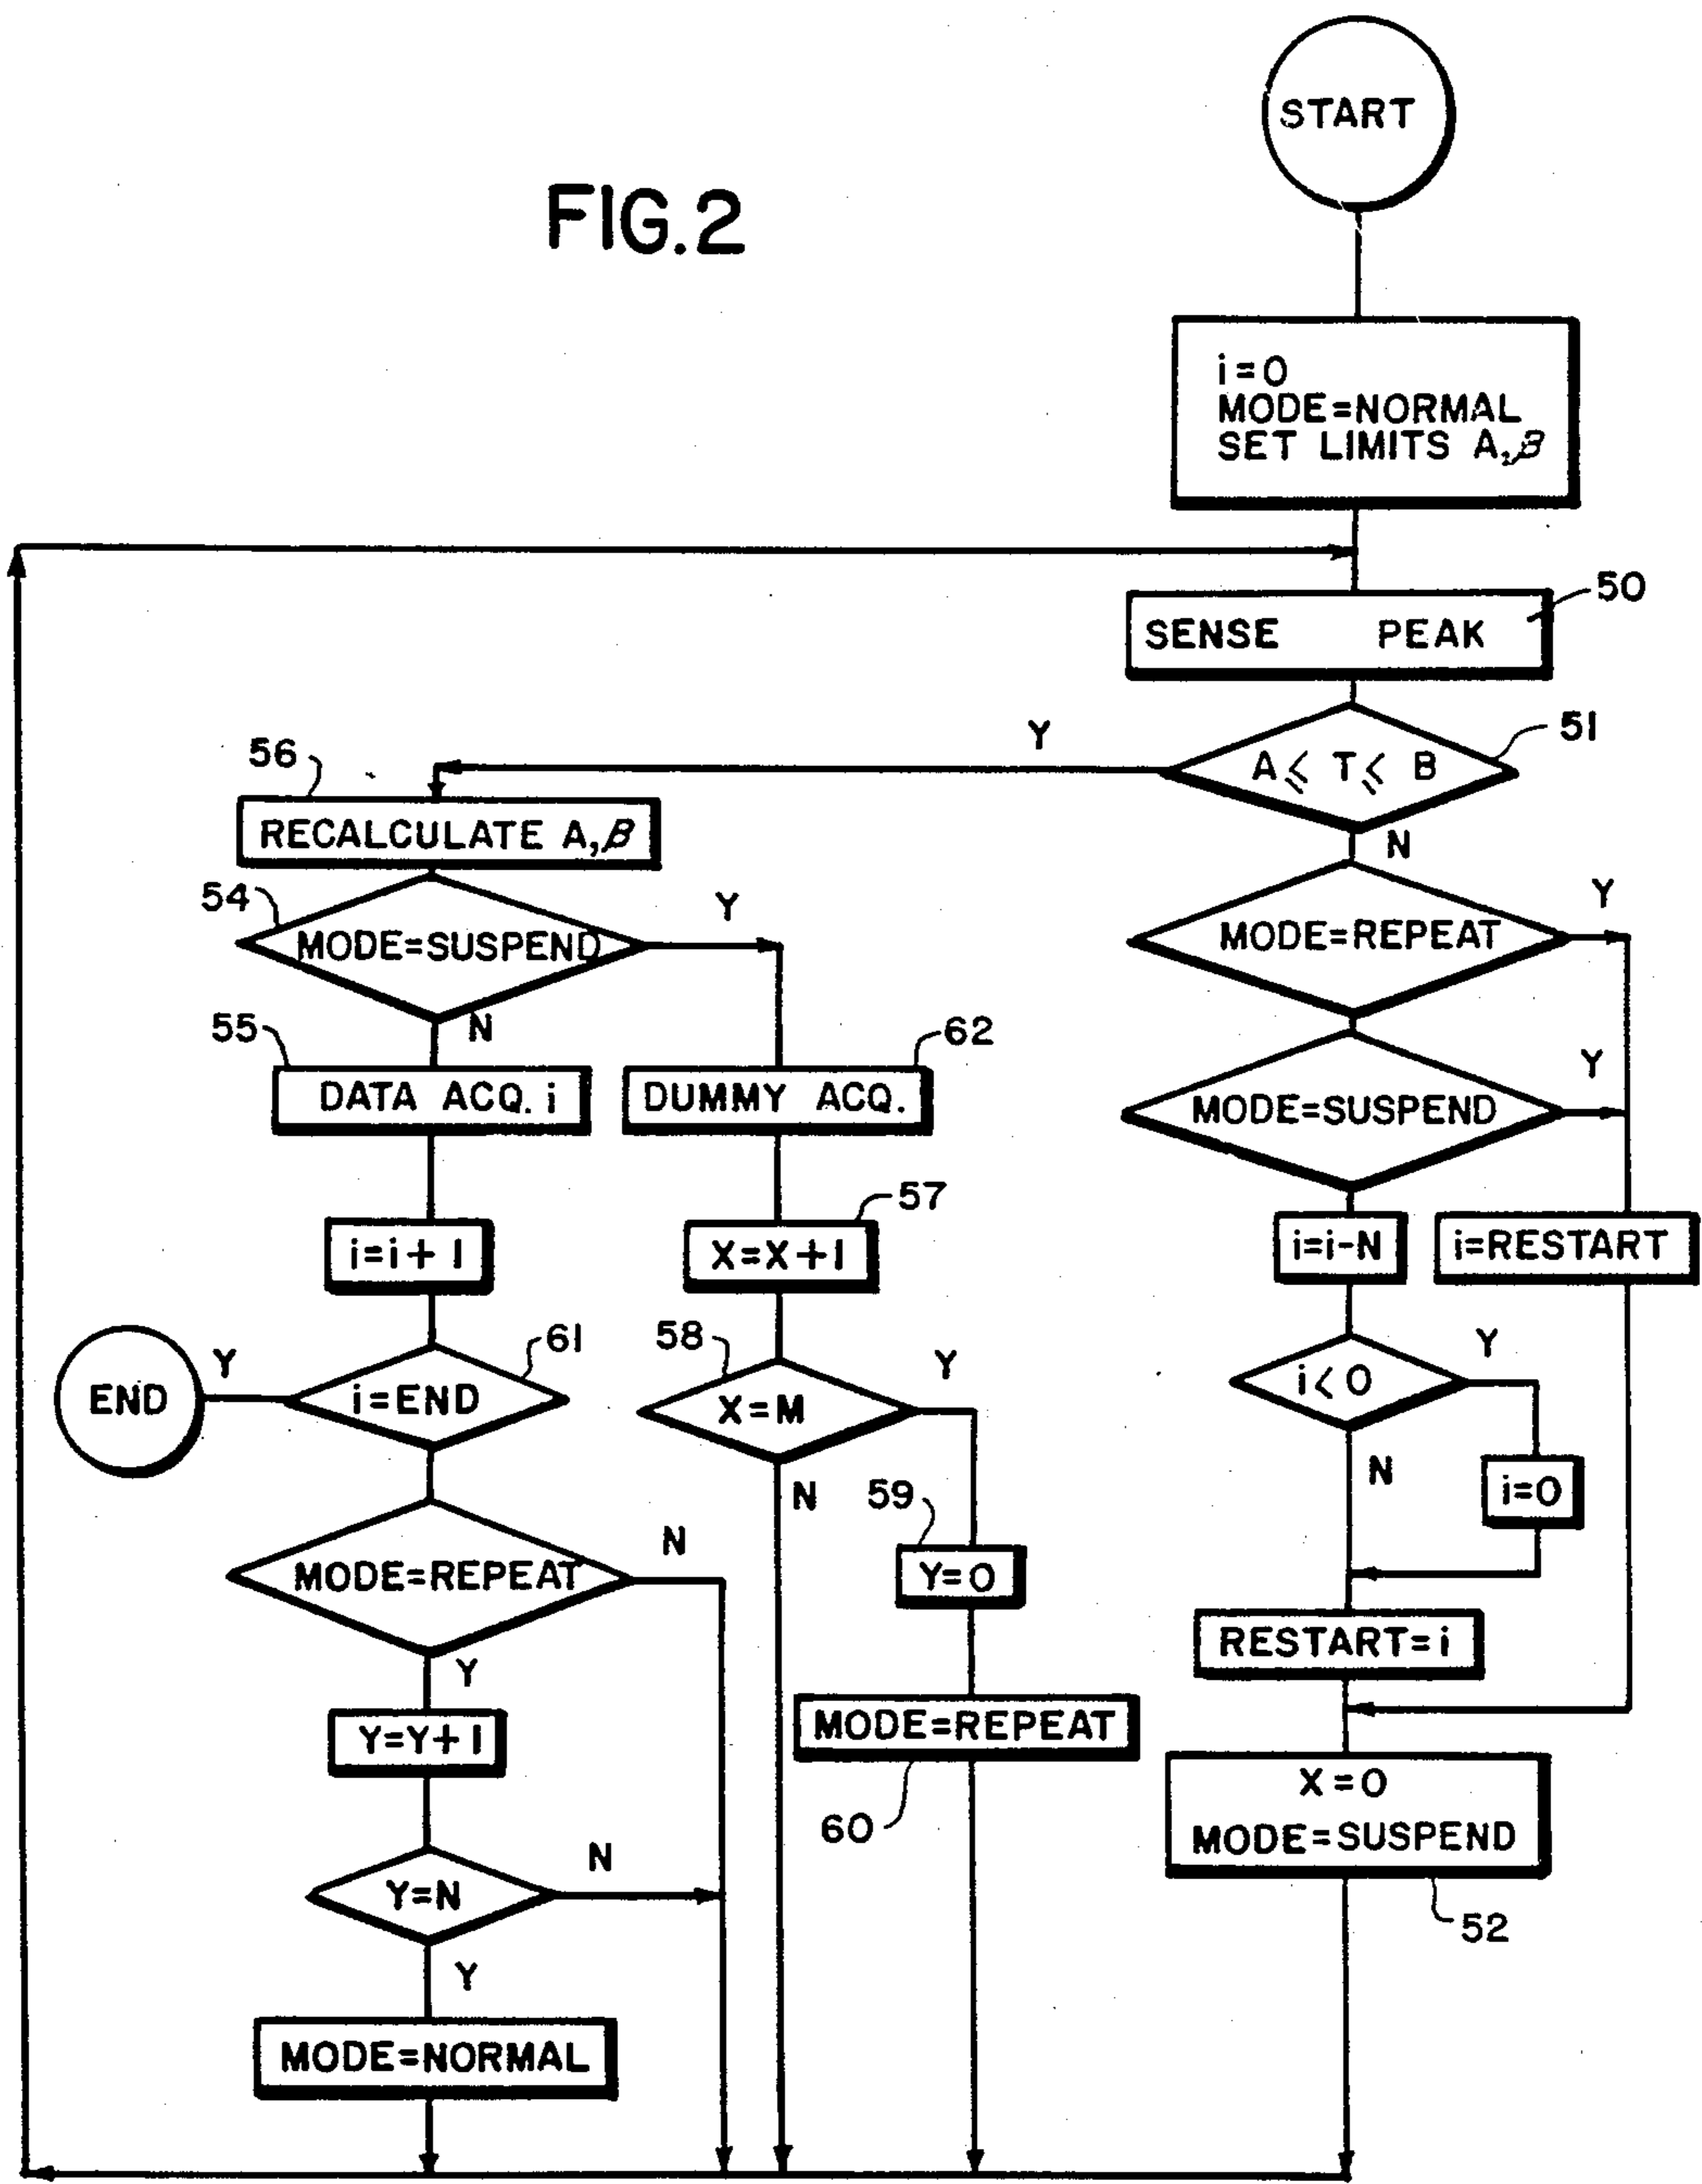 FIG.2
START
i=0
MODE=NORMAL
SET LIMITS A,β
SENSE PEAK
50
A≤ T≤ B
51
Y
N
56
RECALCULATE A,β
54
MODE=SUSPEND
Y
N
55
DATA ACQ. i
62
DUMMY ACQ.
i=i+1
57
X=X+1
61
i=END
Y
END
58
X=M
Y
N
MODE=REPEAT
N
Y
59
Y=0
Y=Y+1
MODE=REPEAT
60
Y=N
N
Y
MODE=NORMAL
MODE=REPEAT
Y
MODE=SUSPEND
Y
i=i-N
i=RESTART
i<0
Y
N
i=0
RESTART=i
X=0
MODE=SUSPEND
52